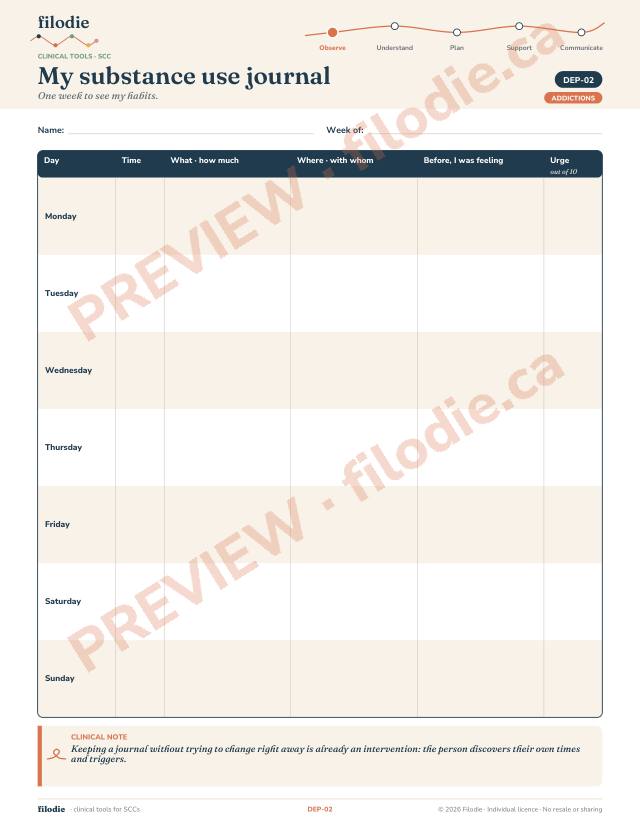 filodie
CLINICAL TOOLS · SCC
Observe Understand Plan Support Communicate
My substance use journal
One week to see my habits.
DEP-02
ADDICTIONS
Name: Week of:
Day Time What · how much Where · with whom Before, I was feeling Urge
out of 10
Monday
Tuesday
Wednesday
Thursday
Friday
Saturday
Sunday
PREVIEW · filodie.ca
PREVIEW · filodie.ca
CLINICAL NOTE
Keeping a journal without trying to change right away is already an intervention: the person discovers their own times
and triggers.
filodie · clinical tools for SCCs DEP-02 © 2026 Filodie · Individual licence · No resale or sharing